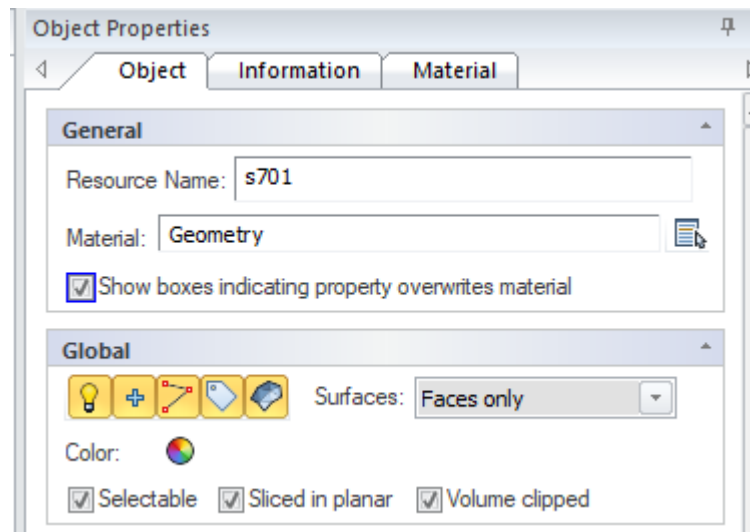 Object Properties
Object Information Material
General
Resource Name: s701
Material: Geometry
Show boxes indicating property overwrites material
Global
Surfaces: Faces only
Color:
Selectable Sliced in planar Volume clipped